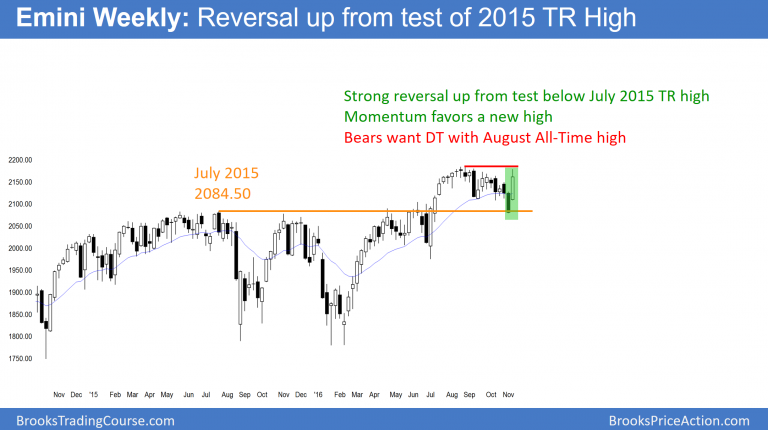 Emini Weekly: Reversal up from test of 2015 TR High
Strong reversal up from test below July 2015 TR high
Momentum favors a new high
Bears want DT with August All-Time high
July 2015
2084.50
2200.00
2150.00
2100.00
2050.00
2000.00
1950.00
1900.00
1850.00
1800.00
1750.00
Nov Dec '15 Feb Mar Apr May Jun Jul Aug Sep Oct Nov Dec '16 Feb Mar Apr May Jun Jul Aug Sep Oct Nov
BrooksTradingCourse.com BrooksPriceAction.com